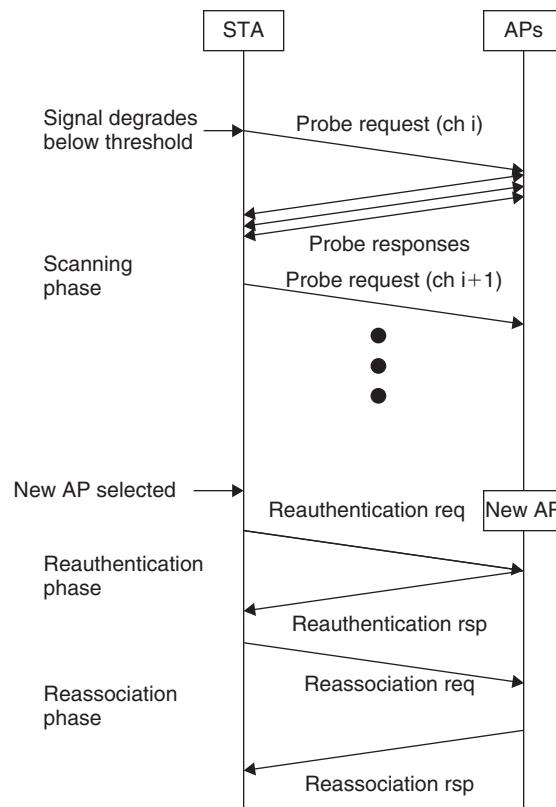 STA
APs
Signal degrades
below threshold
Probe request (ch i)
Probe responses
Scanning
phase
Probe request (ch i+1)
New AP selected
Reauthentication req
New AP
Reauthentication
phase
Reauthentication rsp
Reassociation req
Reassociation
phase
Reassociation rsp